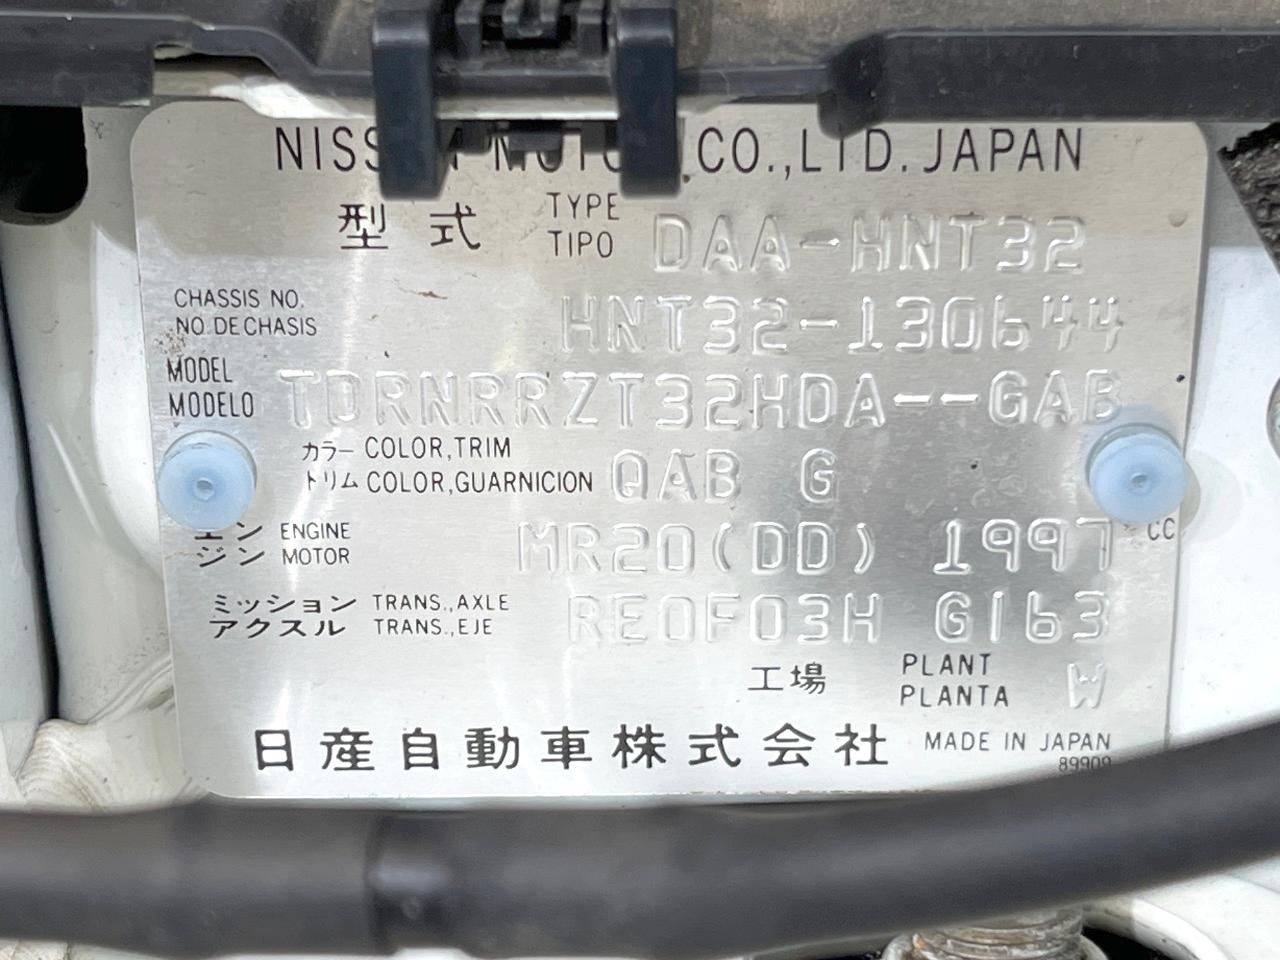 NISSAN MOTOR CO.,LTD. JAPAN
型式 TYPE TIPO DAA-HNT32
CHASSIS NO. NO.DE CHASIS HNT32-130644
MODEL MODELO TDRNRRZT32HDA--GAB
カラー COLOR,TRIM
トリム COLOR,GUARNICION QAB G
エン ENGINE
ジン MOTOR MR20(DD) 1997 CC
ミッション TRANS.,AXLE
アクスル TRANS.,EJE RE0F03H G163
工場 PLANT PLANTA W
日産自動車株式会社 MADE IN JAPAN
89909